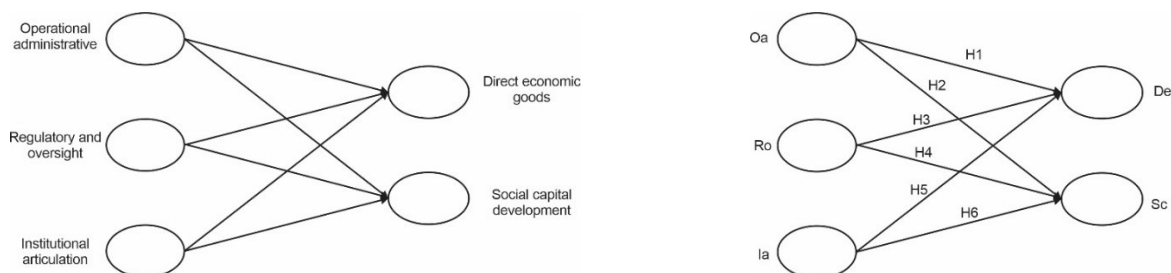 Operational
administrative
Direct economic
goods
Regulatory and
oversight
Social capital
development
Institutional
articulation
Oa
H1
H2
De
H3
Ro
H4
H5
Sc
H6
Ia